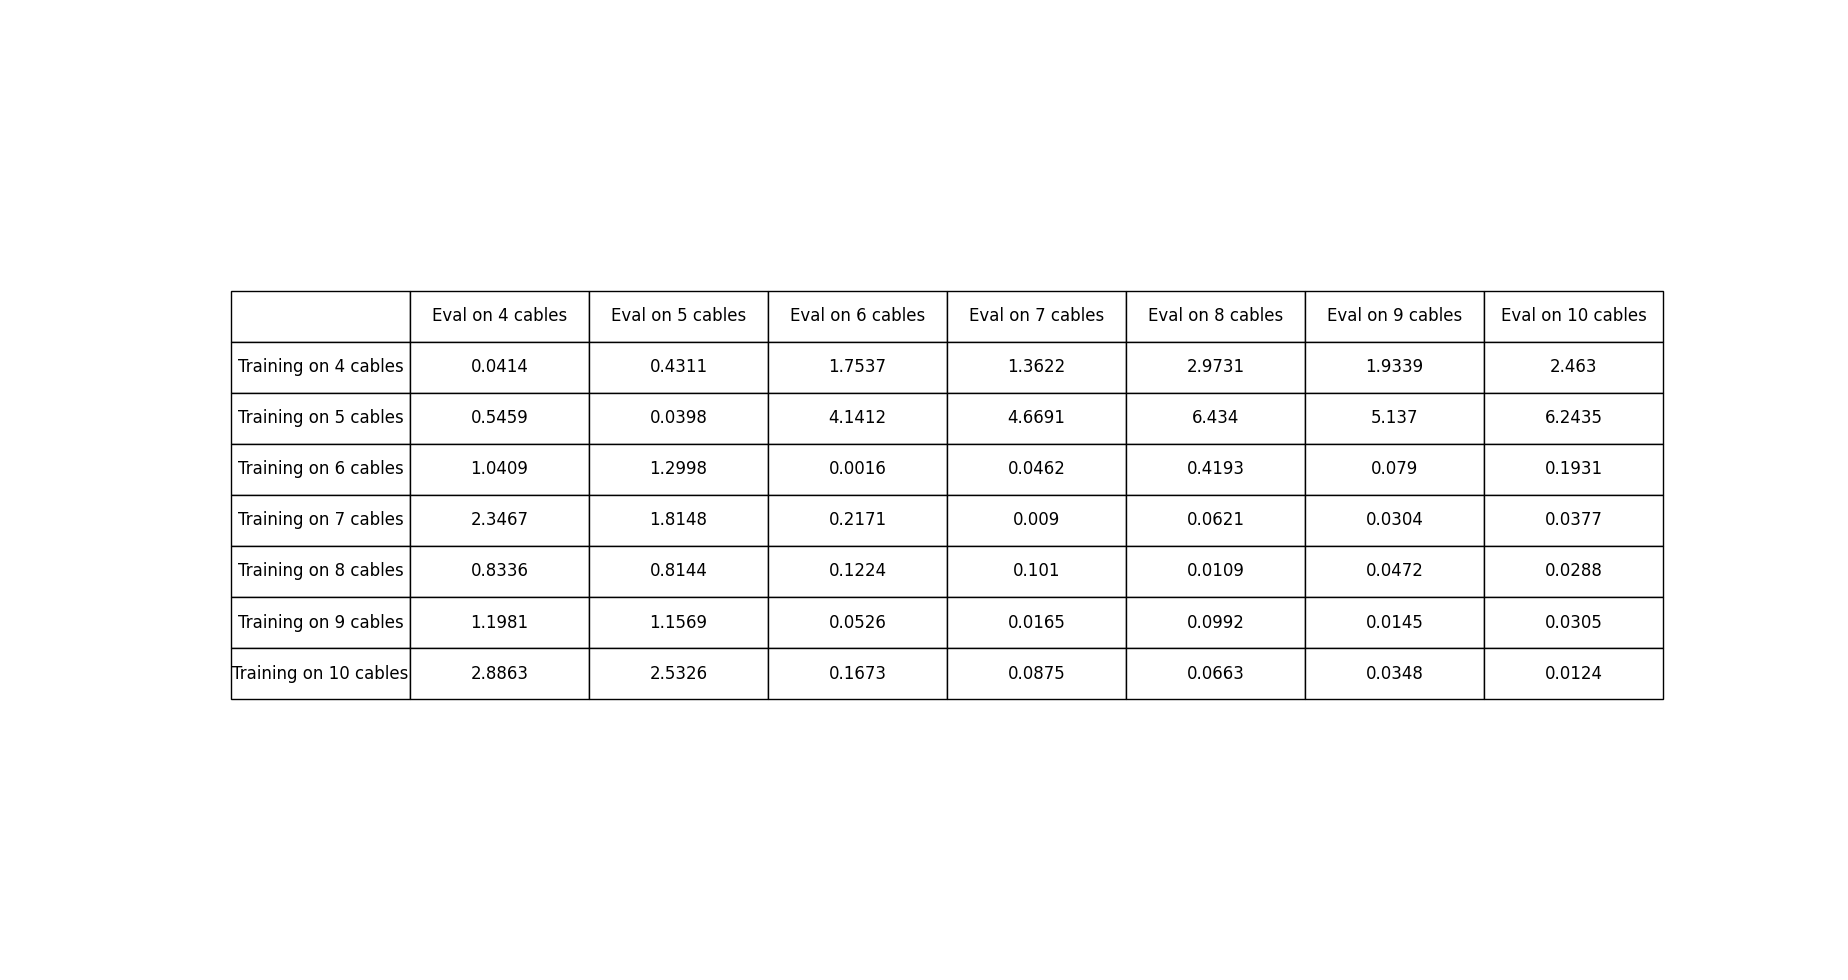 Eval on 4 cables Eval on 5 cables Eval on 6 cables Eval on 7 cables Eval on 8 cables Eval on 9 cables Eval on 10 cables
Training on 4 cables 0.0414 0.4311 1.7537 1.3622 2.9731 1.9339 2.463
Training on 5 cables 0.5459 0.0398 4.1412 4.6691 6.434 5.137 6.2435
Training on 6 cables 1.0409 1.2998 0.0016 0.0462 0.4193 0.079 0.1931
Training on 7 cables 2.3467 1.8148 0.2171 0.009 0.0621 0.0304 0.0377
Training on 8 cables 0.8336 0.8144 0.1224 0.101 0.0109 0.0472 0.0288
Training on 9 cables 1.1981 1.1569 0.0526 0.0165 0.0992 0.0145 0.0305
Training on 10 cables 2.8863 2.5326 0.1673 0.0875 0.0663 0.0348 0.0124